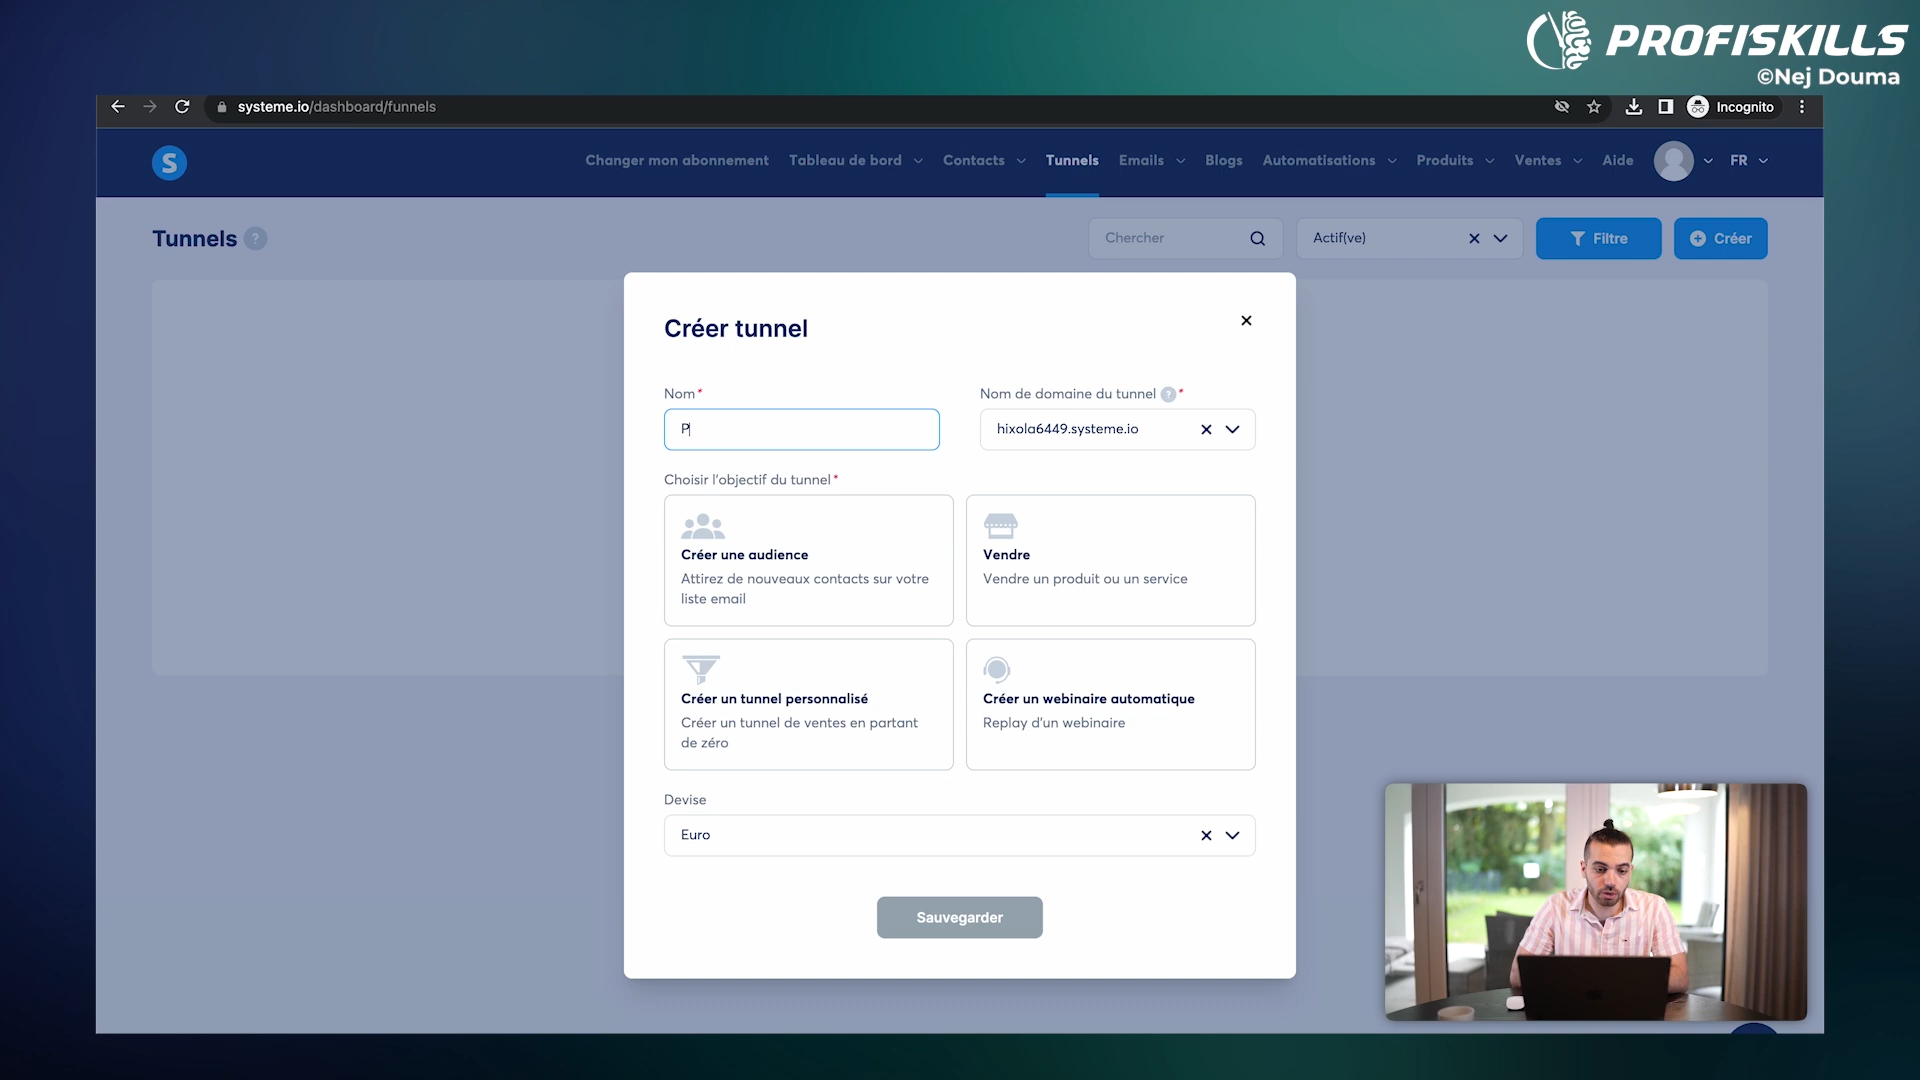 PROFISKILLS
©Nej Douma
systeme.io/dashboard/funnels
Incognito
S
Changer mon abonnement
Tableau de bord
Contacts
Tunnels
Emails
Blogs
Automatisations
Produits
Ventes
Aide
FR
Tunnels ?
Chercher
Actif(ve)
Filtre
Créer
Créer tunnel
Nom*
Nom de domaine du tunnel ? *
P
hixola6449.systeme.io
Choisir l'objectif du tunnel*
Créer une audience
Attirez de nouveaux contacts sur votre
liste email
Vendre
Vendre un produit ou un service
Créer un tunnel personnalisé
Créer un tunnel de ventes en partant
de zéro
Créer un webinaire automatique
Replay d'un webinaire
Devise
Euro
Sauvegarder